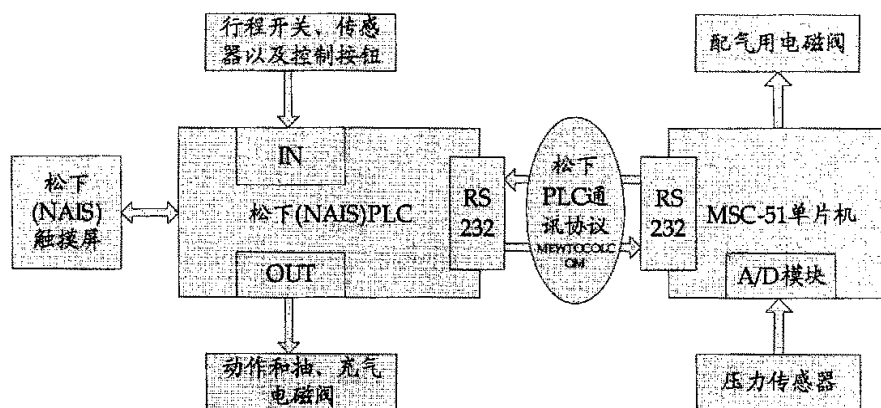 行程开关、传感
器以及控制按钮
配气用电磁阀
IN
松下
(NAIS)
触摸屏
松下(NAIS)PLC
RS
232
松下
PLC通
讯协议
MEWTOCOLC
OM
RS
232
MSC-51单片机
OUT
A/D模块
动作和抽、充气
电磁阀
压力传感器